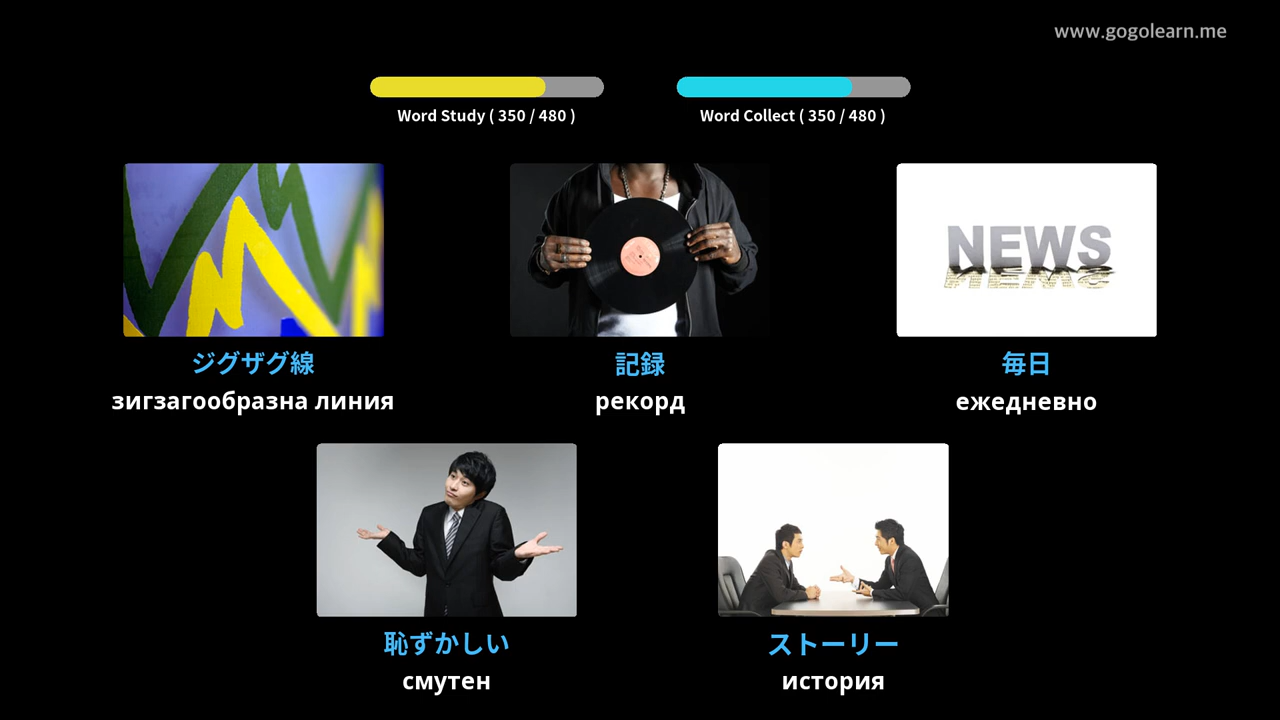 www.gogolearn.me
Word Study ( 350 / 480 )
Word Collect ( 350 / 480 )
NEWS
ジグザグ線
зигзагообразна линия
記録
рекорд
毎日
ежедневно
恥ずかしい
смутен
ストーリー
история